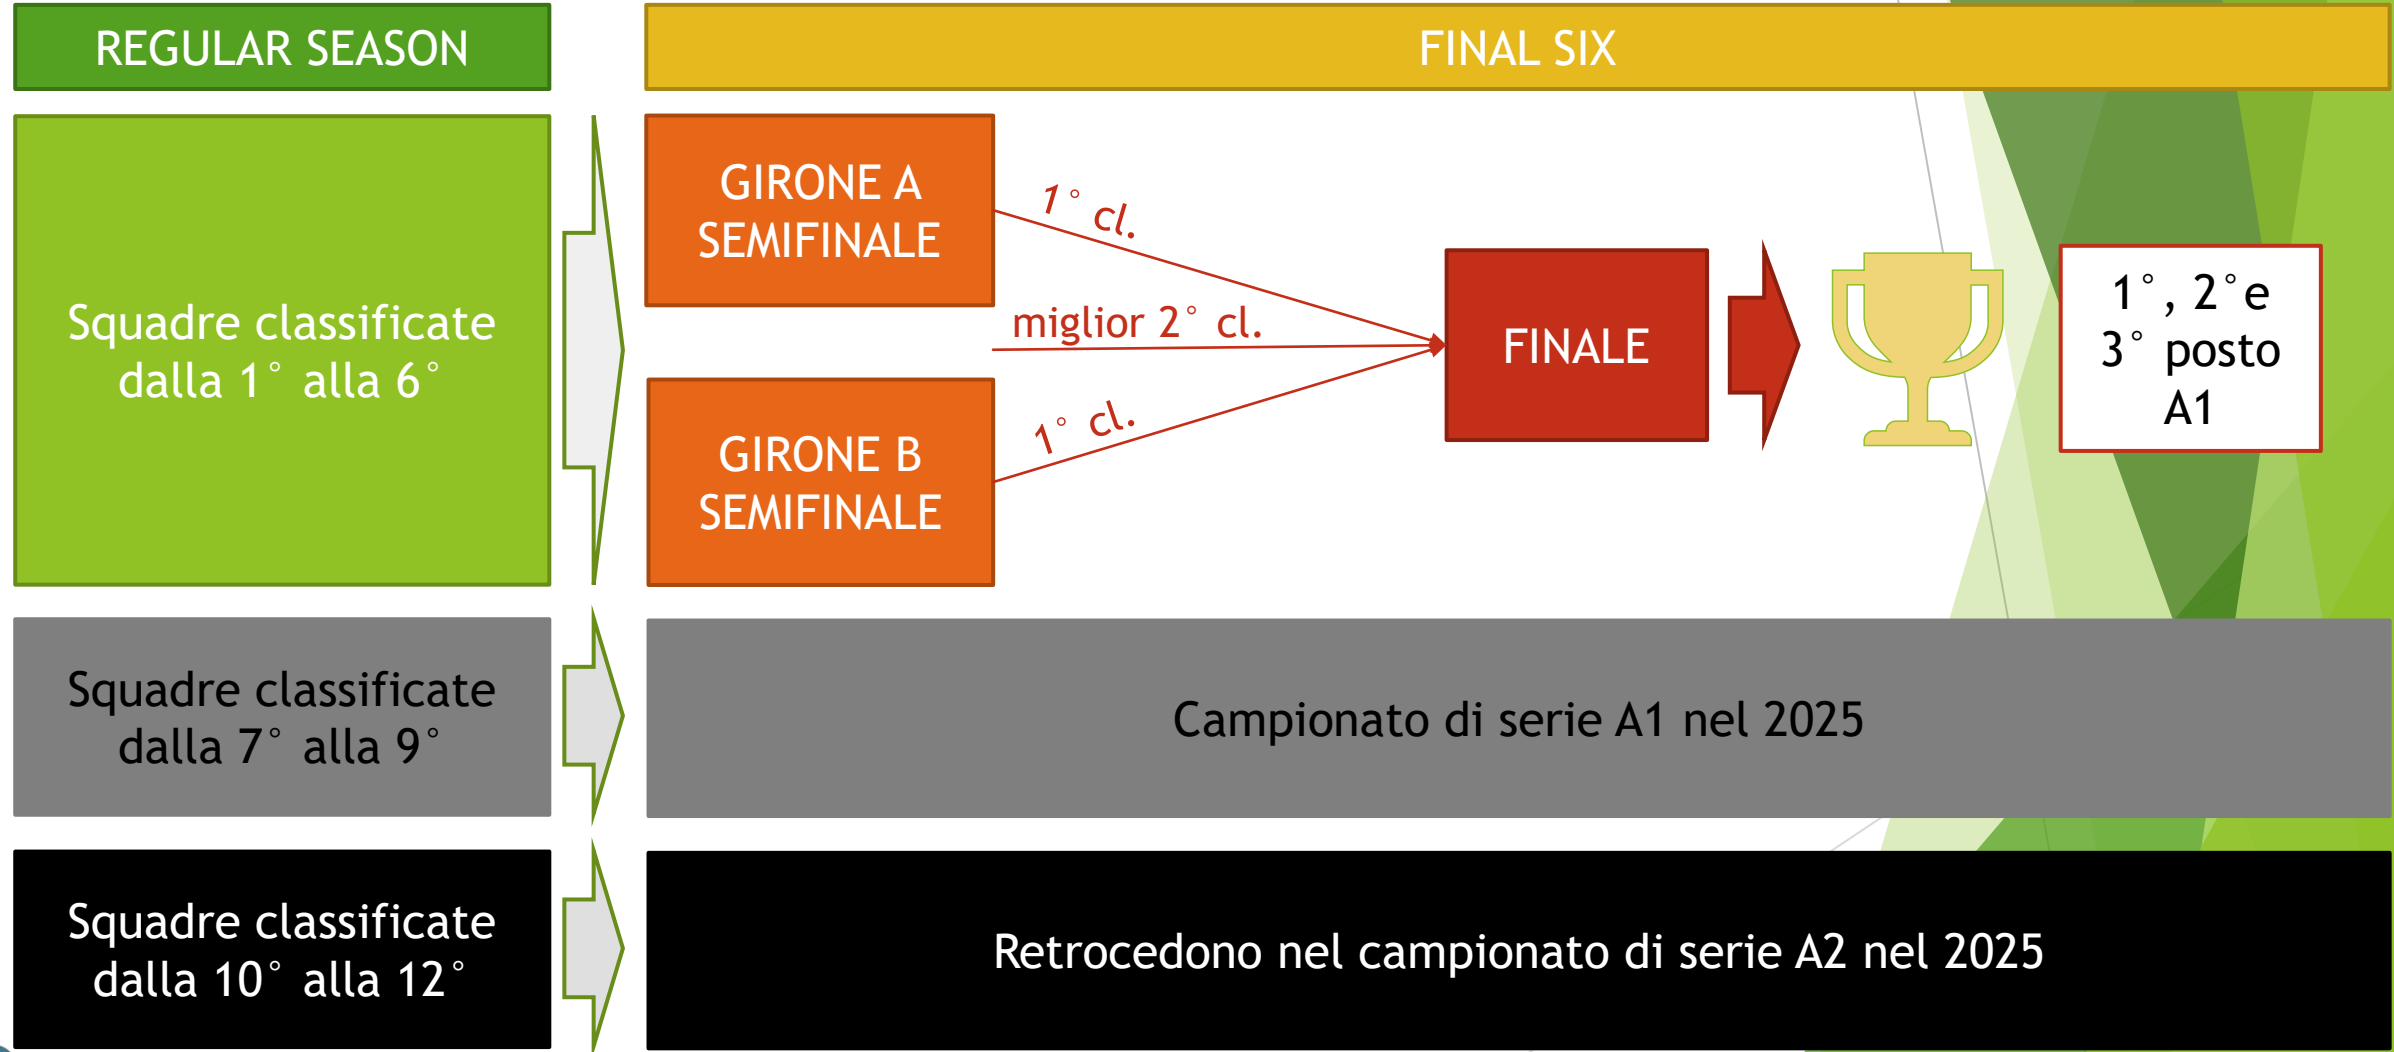 REGULAR SEASON
FINAL SIX
Squadre classificate
dalla 1° alla 6°
GIRONE A
SEMIFINALE
1° cl.
miglior 2° cl.
GIRONE B
SEMIFINALE
1° cl.
FINALE
1°, 2°e
3° posto
A1
Squadre classificate
dalla 7° alla 9°
Campionato di serie A1 nel 2025
Squadre classificate
dalla 10° alla 12°
Retrocedono nel campionato di serie A2 nel 2025